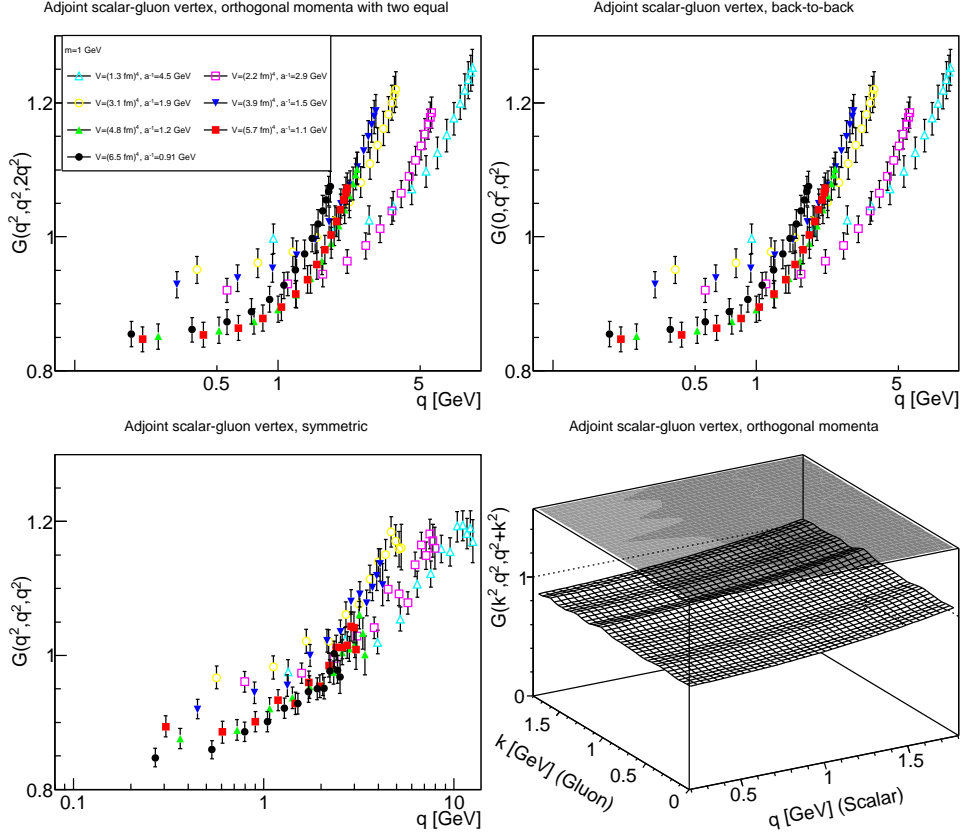 Adjoint scalar-gluon vertex, orthogonal momenta with two equal
G(q²,q²,2q²)
1.2
1
0.8
m=1 GeV
V=(1.3 fm)⁴, a⁻¹=4.5 GeV
V=(2.2 fm)⁴, a⁻¹=2.9 GeV
V=(3.1 fm)⁴, a⁻¹=1.9 GeV
V=(3.9 fm)⁴, a⁻¹=1.5 GeV
V=(4.8 fm)⁴, a⁻¹=1.2 GeV
V=(5.7 fm)⁴, a⁻¹=1.1 GeV
V=(6.5 fm)⁴, a⁻¹=0.91 GeV
0.5 1 5
q [GeV]
Adjoint scalar-gluon vertex, back-to-back
G(0,q²,q²)
1.2
1
0.8
0.5 1 5
q [GeV]
Adjoint scalar-gluon vertex, symmetric
G(q²,q²,q²)
1.2
1
0.8
0.1 1 10
q [GeV]
Adjoint scalar-gluon vertex, orthogonal momenta
G(k²,q²,q²+k²)
1
0
1.5 1 0.5 0
k [GeV] (Gluon)
0.5 1 1.5
q [GeV] (Scalar)